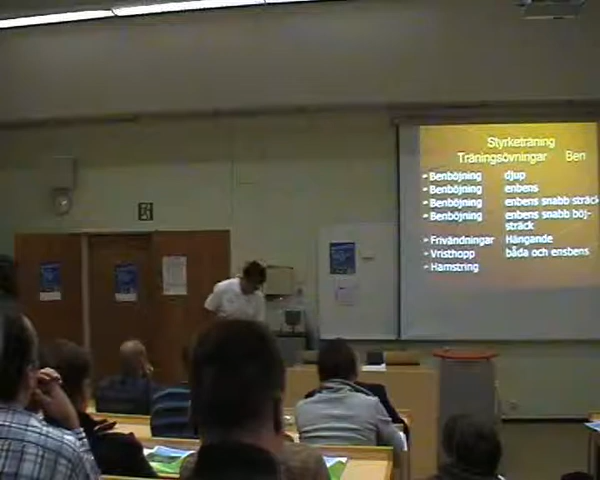 Styrketräning
Träningsövningar Ben
Benböjning djup
Benböjning enbens
Benböjning enbens snabb sträck
Benböjning enbens snabb böj-
sträck
Frivändningar Hängande
Vristhopp båda och ensbens
Hamstring